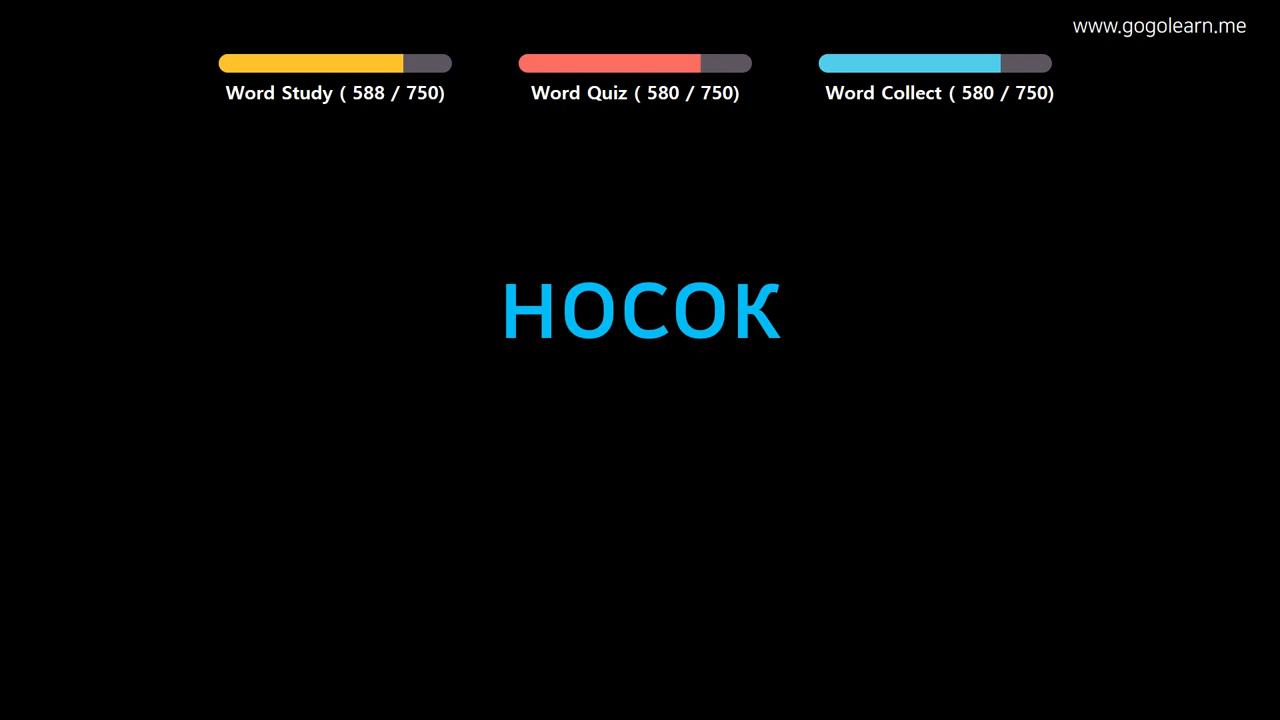 www.gogolearn.me
Word Study ( 588 / 750)
Word Quiz ( 580 / 750)
Word Collect ( 580 / 750)
носок